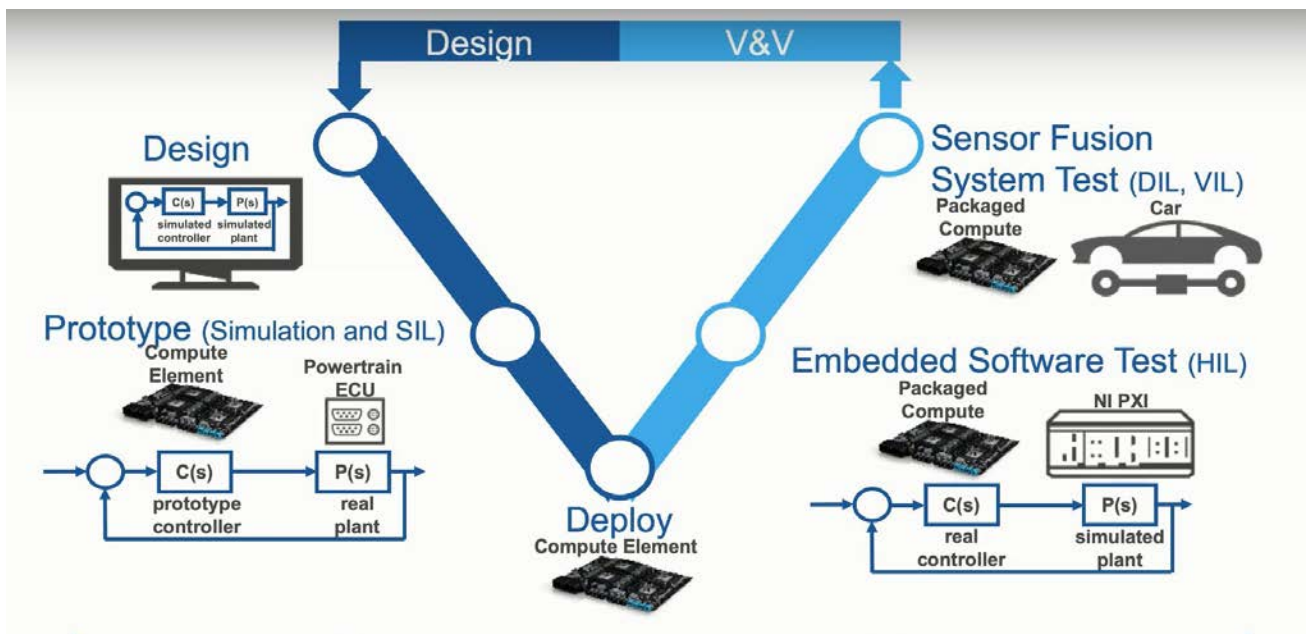 Design
V&V
Design
C(s)
P(s)
simulated
controller
simulated
plant
Prototype (Simulation and SIL)
Compute
Element
Powertrain
ECU
C(s)
P(s)
prototype
controller
real
plant
Deploy
Compute Element
Sensor Fusion
System Test (DIL, VIL)
Packaged
Compute
Car
Embedded Software Test (HIL)
Packaged
Compute
NI PXI
C(s)
P(s)
real
controller
simulated
plant